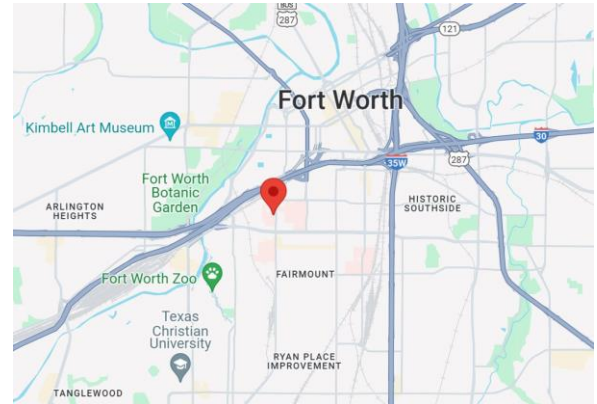 BUS
287
121
Fort Worth
Kimbell Art Museum
30
35W
287
Fort Worth
Botanic
Garden
ARLINGTON
HEIGHTS
HISTORIC
SOUTHSIDE
Fort Worth Zoo
FAIRMOUNT
Texas
Christian
University
RYAN PLACE
IMPROVEMENT
TANGLEWOOD